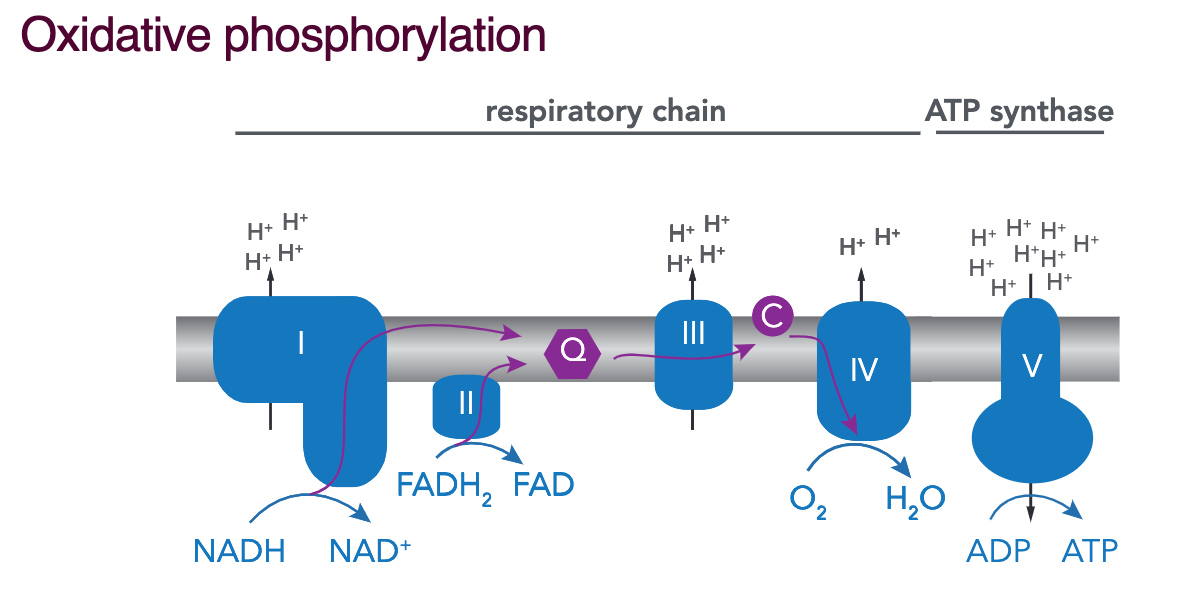 Oxidative phosphorylation
respiratory chain
ATP synthase
H⁺ H⁺
H⁺ H⁺
H⁺ H⁺
H⁺ H⁺
H⁺ H⁺
H⁺ H⁺ H⁺ H⁺
H⁺ H⁺ H⁺
H⁺ H⁺
I
II
Q
III
C
IV
V
FADH₂ FAD
O₂ H₂O
NADH NAD⁺
ADP ATP